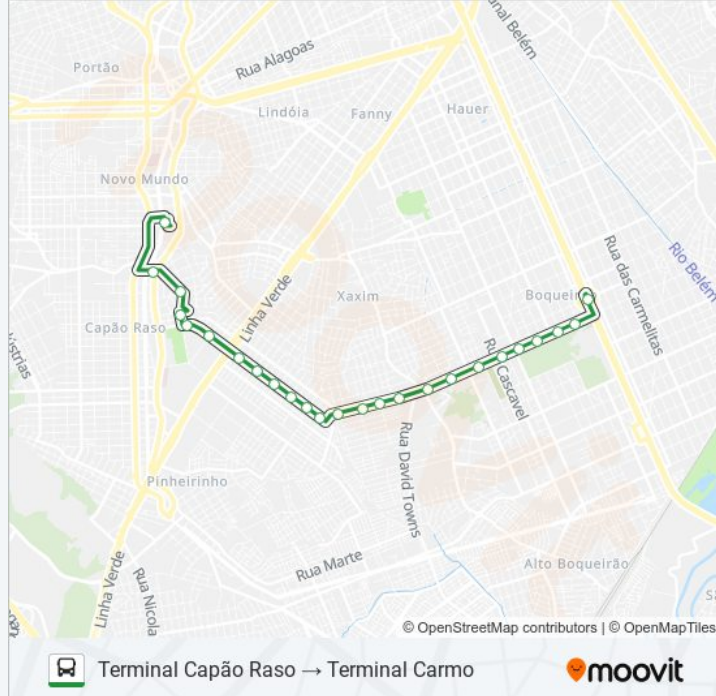 Canal Belém
Rua Alagoas
Portão
Lindóia
Fanny
Hauer
Novo Mundo
Rua das Carmelitas
Rio Belém
Linha Verde
Xaxim
Boqueirão
Capão Raso
Rua Cascavel
Rua David Towns
Pinheirinho
Rua Marte
Alto Boqueirão
Linha Verde
Rua Nicola
© OpenStreetMap contributors | © OpenMapTiles
Terminal Capão Raso → Terminal Carmo
moovit